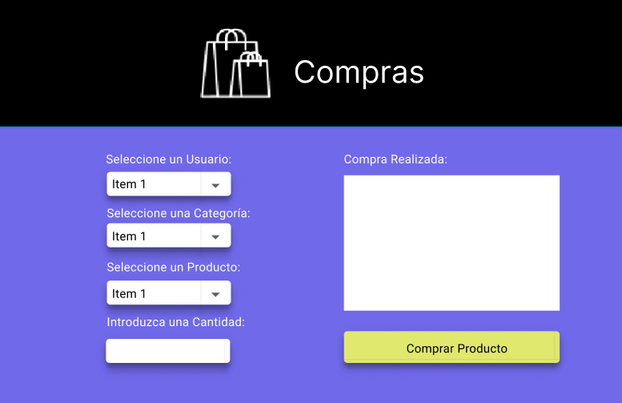 Compras
Seleccione un Usuario:
Item 1
Seleccione una Categoría:
Item 1
Seleccione un Producto:
Item 1
Introduzca una Cantidad:
Compra Realizada:
Comprar Producto